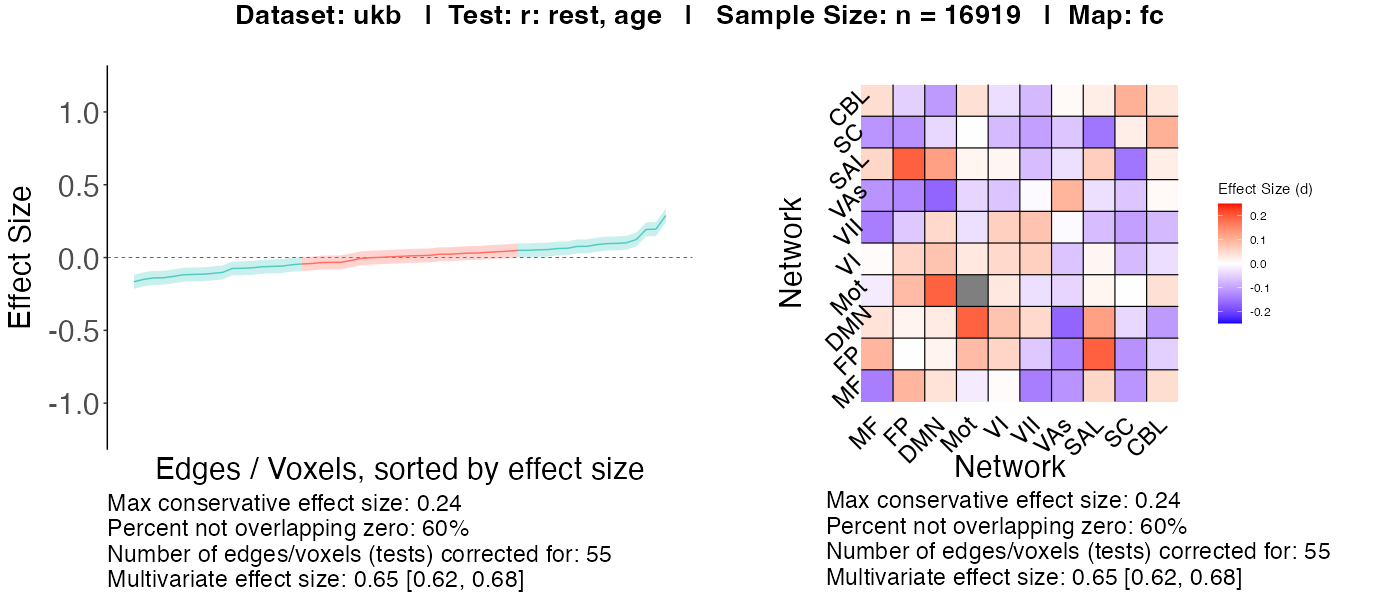 Dataset: ukb | Test: r: rest, age | Sample Size: n = 16919 | Map: fc
Effect Size
1.0
0.5
0.0
-0.5
-1.0
Edges / Voxels, sorted by effect size
Max conservative effect size: 0.24
Percent not overlapping zero: 60%
Number of edges/voxels (tests) corrected for: 55
Multivariate effect size: 0.65 [0.62, 0.68]
Network
CBL
SC
SAL
VAs
VII
VI
Mot
DMN
FP
MF
MF FP DMN Mot VI VII VAs SAL SC CBL
Network
Effect Size (d)
0.2
0.1
0.0
-0.1
-0.2
Max conservative effect size: 0.24
Percent not overlapping zero: 60%
Number of edges/voxels (tests) corrected for: 55
Multivariate effect size: 0.65 [0.62, 0.68]